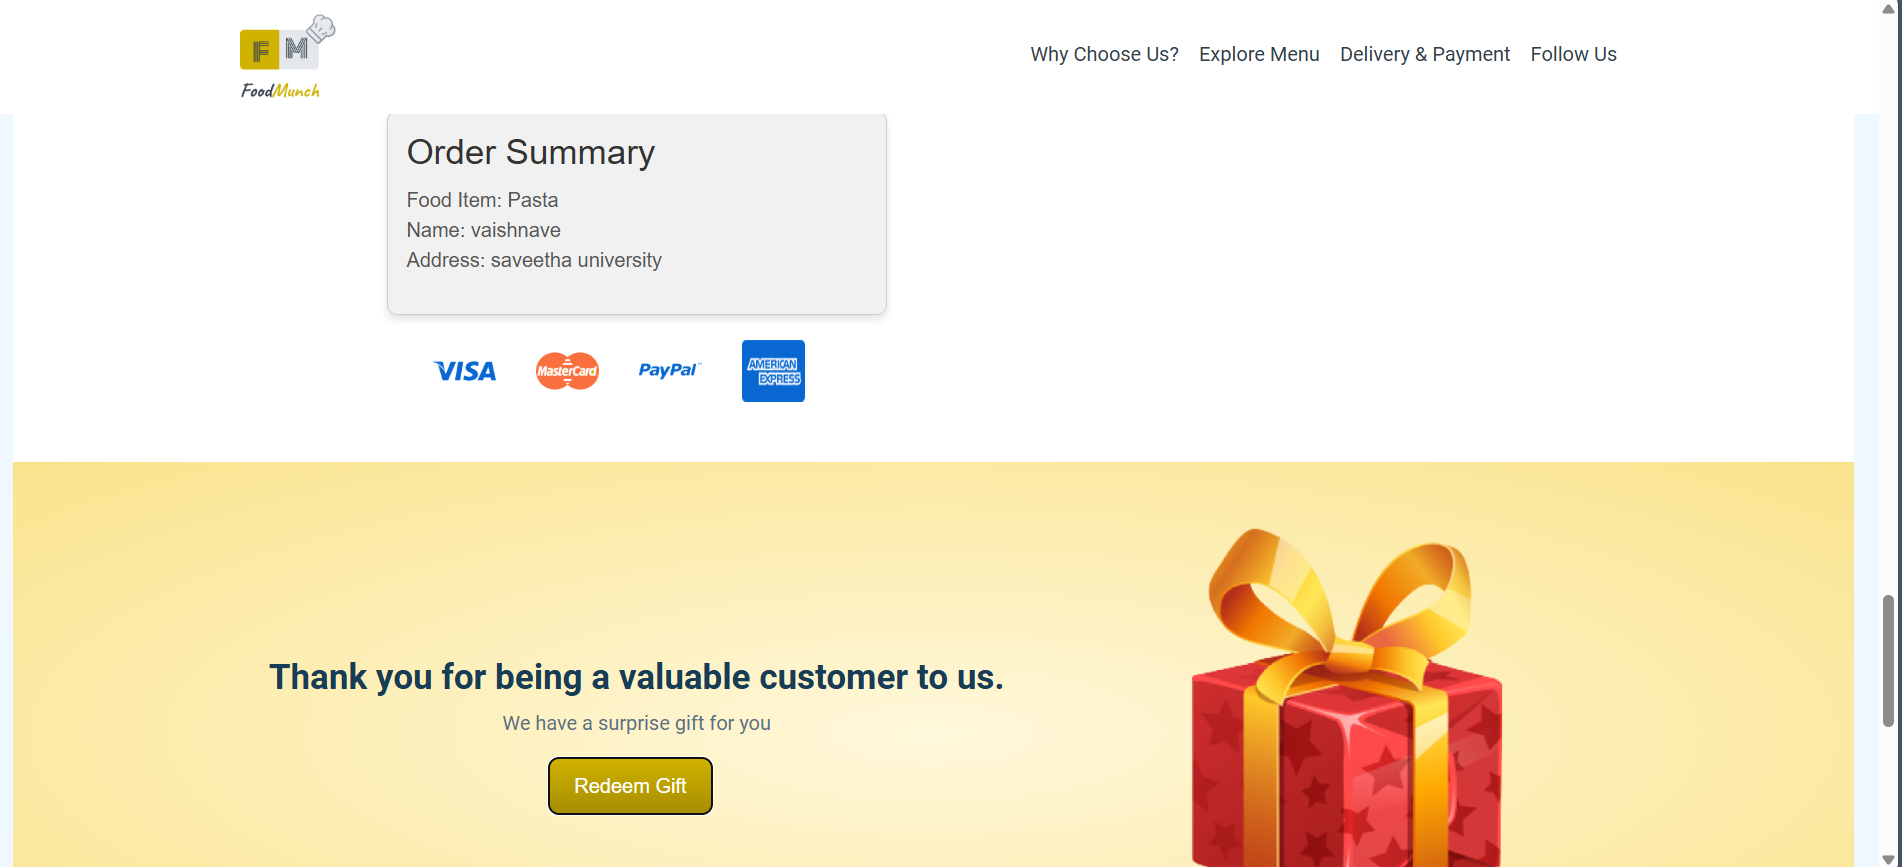 F M
FoodMunch
Why Choose Us? Explore Menu Delivery & Payment Follow Us
Order Summary
Food Item: Pasta
Name: vaishnave
Address: saveetha university
VISA MasterCard PayPal AMERICAN EXPRESS
Thank you for being a valuable customer to us.
We have a surprise gift for you
Redeem Gift